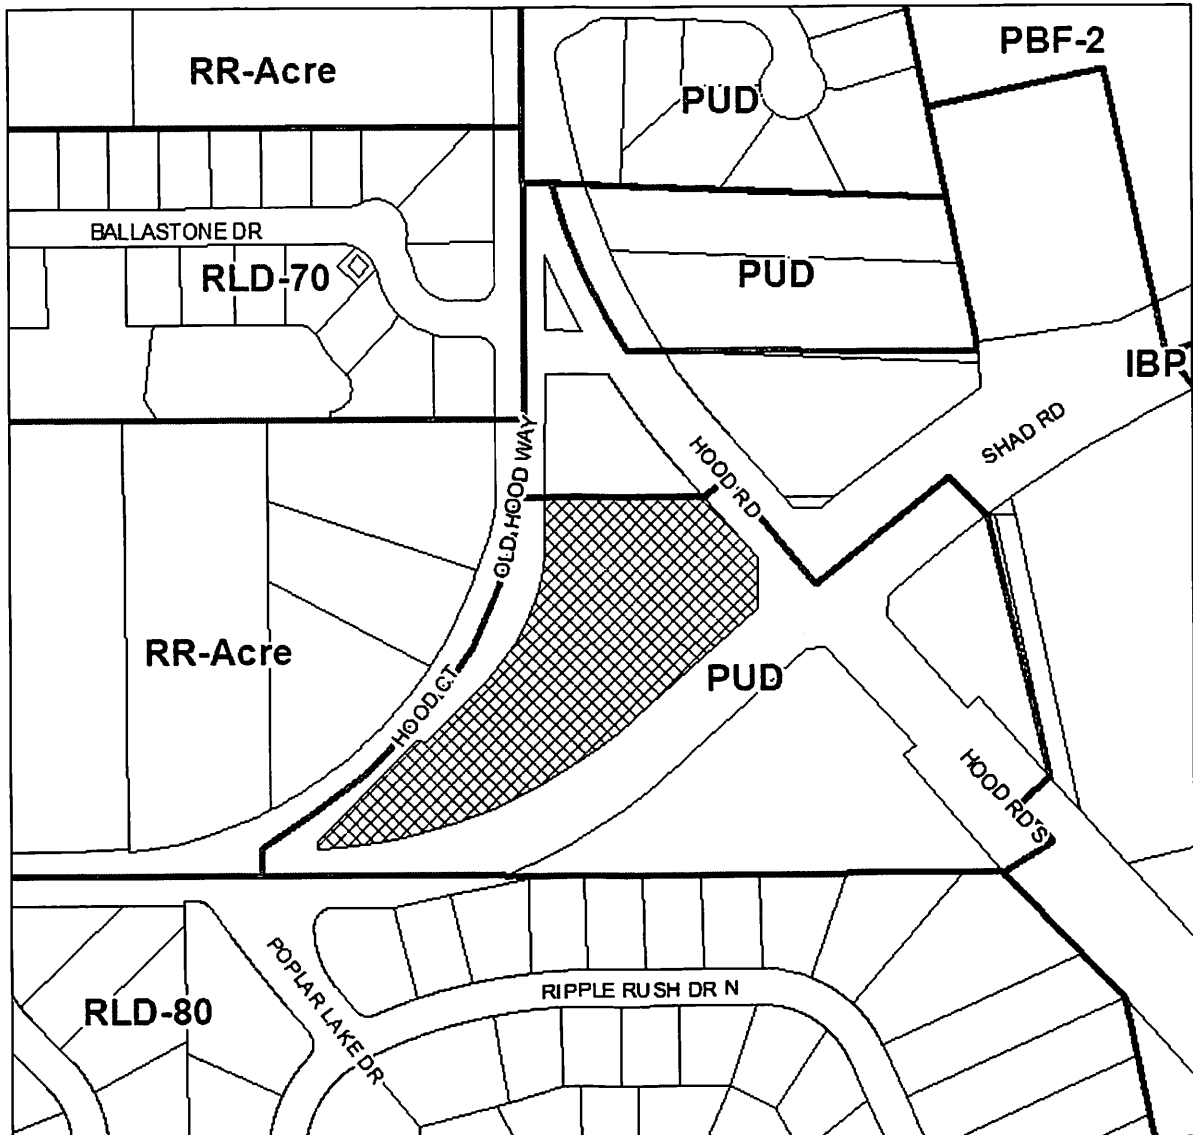 PBF-2
RR-Acre
PUD
BALLASTONE DR
RLD-70
PUD
IBP
SHAD RD
HOOD RD
OLD HOOD WAY
RR-Acre
PUD
HOOD CT
HOOD RD S
RLD-80
POPLAR LAKE DR
RIPPLE RUSH DR N